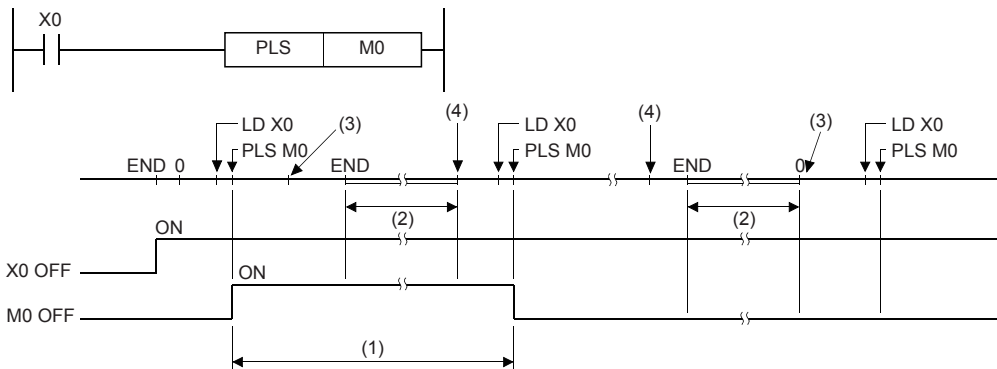 X0
PLS M0
(4)
LD X0 (3) LD X0 (4) (3) LD X0
PLS M0 PLS M0 PLS M0
END 0 END END 0
(2) (2)
ON
X0 OFF
ON
M0 OFF
(1)